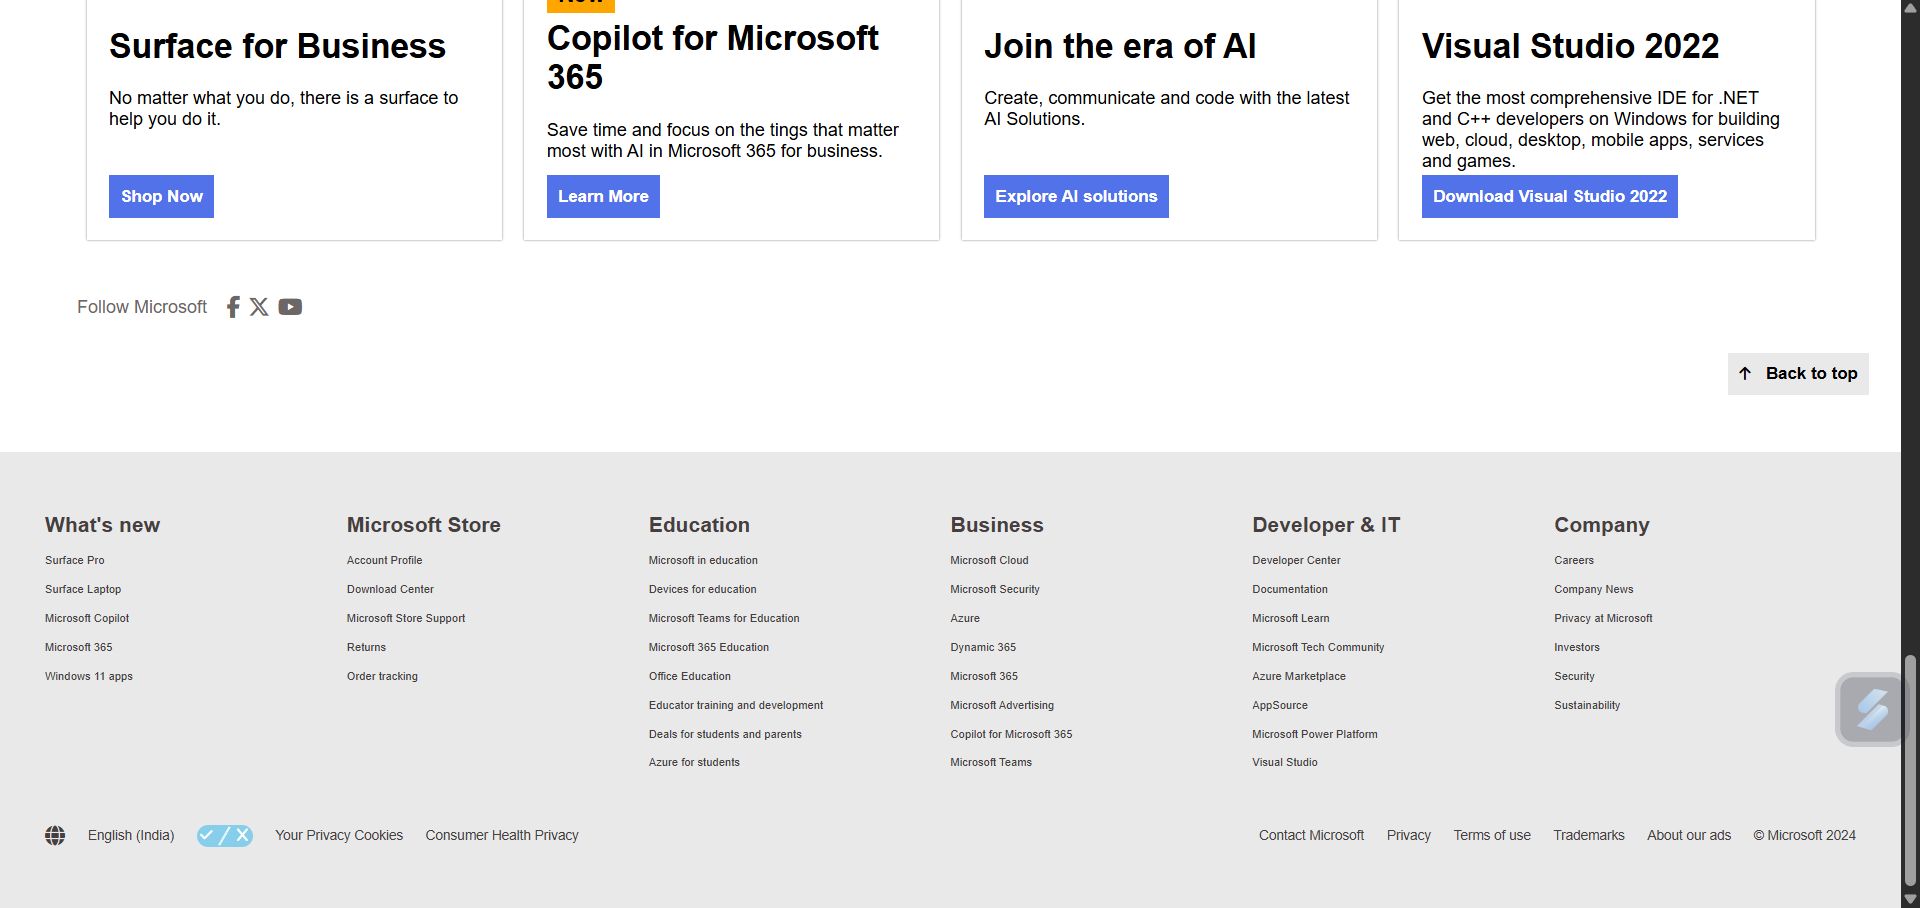 Surface for Business
No matter what you do, there is a surface to
help you do it.
Shop Now
Copilot for Microsoft
365
Save time and focus on the tings that matter
most with AI in Microsoft 365 for business.
Learn More
Join the era of AI
Create, communicate and code with the latest
AI Solutions.
Explore AI solutions
Visual Studio 2022
Get the most comprehensive IDE for .NET
and C++ developers on Windows for building
web, cloud, desktop, mobile apps, services
and games.
Download Visual Studio 2022
Follow Microsoft
Back to top
What's new
Surface Pro
Surface Laptop
Microsoft Copilot
Microsoft 365
Windows 11 apps
Microsoft Store
Account Profile
Download Center
Microsoft Store Support
Returns
Order tracking
Education
Microsoft in education
Devices for education
Microsoft Teams for Education
Microsoft 365 Education
Office Education
Educator training and development
Deals for students and parents
Azure for students
Business
Microsoft Cloud
Microsoft Security
Azure
Dynamic 365
Microsoft 365
Microsoft Advertising
Copilot for Microsoft 365
Microsoft Teams
Developer & IT
Developer Center
Documentation
Microsoft Learn
Microsoft Tech Community
Azure Marketplace
AppSource
Microsoft Power Platform
Visual Studio
Company
Careers
Company News
Privacy at Microsoft
Investors
Security
Sustainability
English (India)
Your Privacy Cookies
Consumer Health Privacy
Contact Microsoft
Privacy
Terms of use
Trademarks
About our ads
© Microsoft 2024